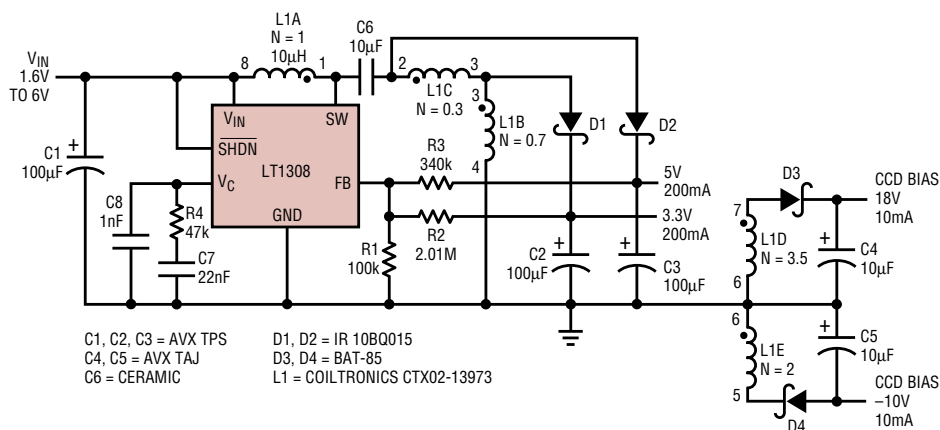 L1A
N = 1
10µH
C6
10µF
VIN
1.6V
TO 6V
8
1
2
3
L1C
N = 0.3
3
L1B
N = 0.7
4
D1
D2
VIN
SW
SHDN
LT1308
VC
FB
GND
C1
100µF
+
C8
1nF
R4
47k
C7
22nF
R3
340k
R2
2.01M
R1
100k
5V
200mA
3.3V
200mA
C2
100µF
+
C3
100µF
+
D3
CCD BIAS
18V
10mA
7
L1D
N = 3.5
6
C4
10µF
+
6
L1E
N = 2
5
C5
10µF
+
D4
CCD BIAS
–10V
10mA
C1, C2, C3 = AVX TPS
C4, C5 = AVX TAJ
C6 = CERAMIC
D1, D2 = IR 10BQ015
D3, D4 = BAT-85
L1 = COILTRONICS CTX02-13973